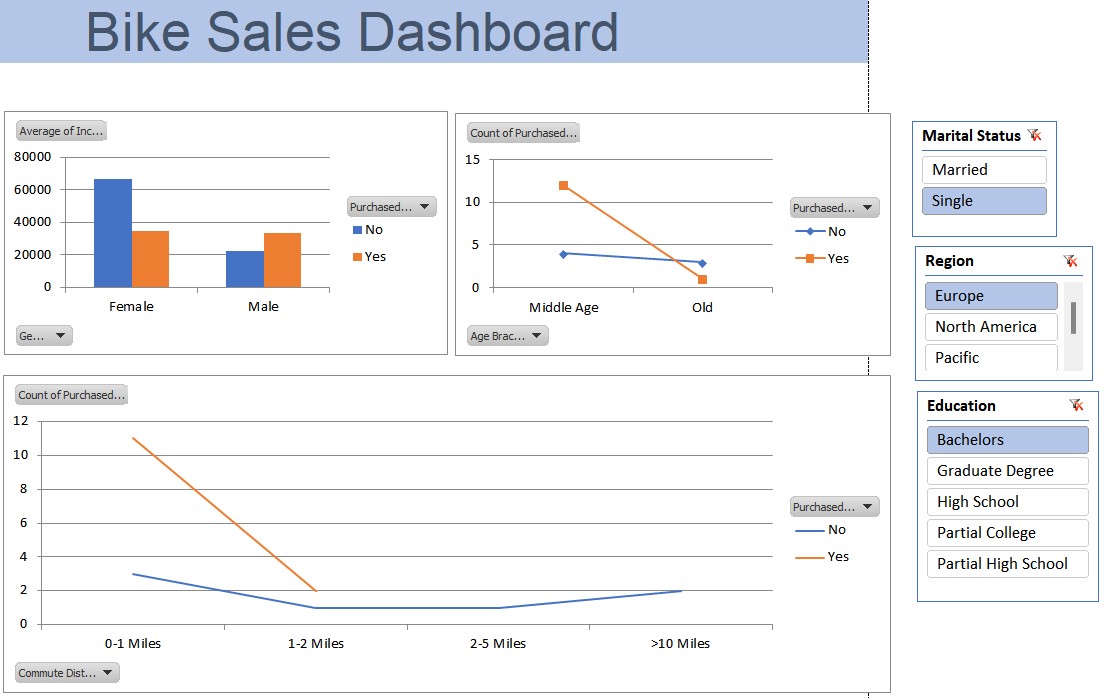 Bike Sales Dashboard
Average of Inc...
80000
60000
40000
20000
0
Female
Male
Purchased...
No
Yes
Ge...
Count of Purchased...
15
10
5
0
Middle Age
Old
Purchased...
No
Yes
Age Brac...
Count of Purchased...
12
10
8
6
4
2
0
0-1 Miles
1-2 Miles
2-5 Miles
>10 Miles
Purchased...
No
Yes
Commute Dist...
Marital Status
Married
Single
Region
Europe
North America
Pacific
Education
Bachelors
Graduate Degree
High School
Partial College
Partial High School